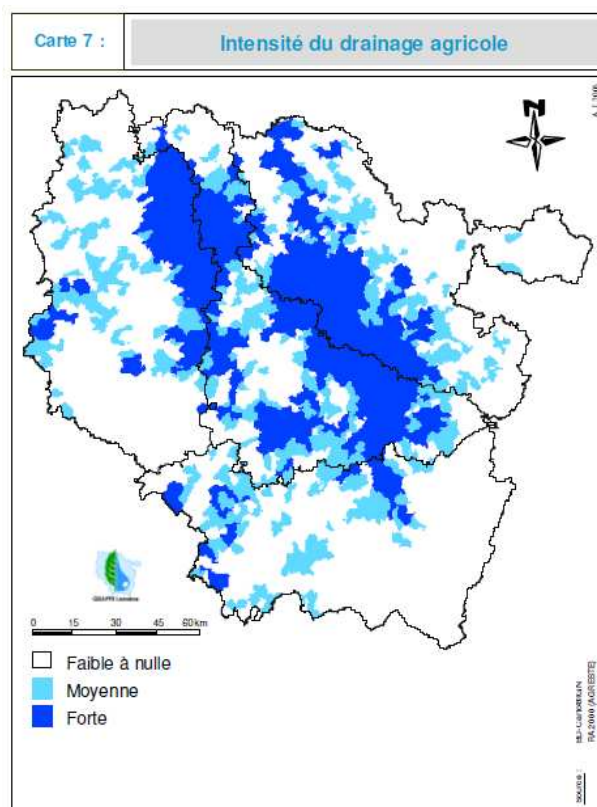 Carte 7 :
Intensité du drainage agricole
N
0 15 30 45 60 km
Faible à nulle
Moyenne
Forte
source :
RA 2000 (AGRESTE)